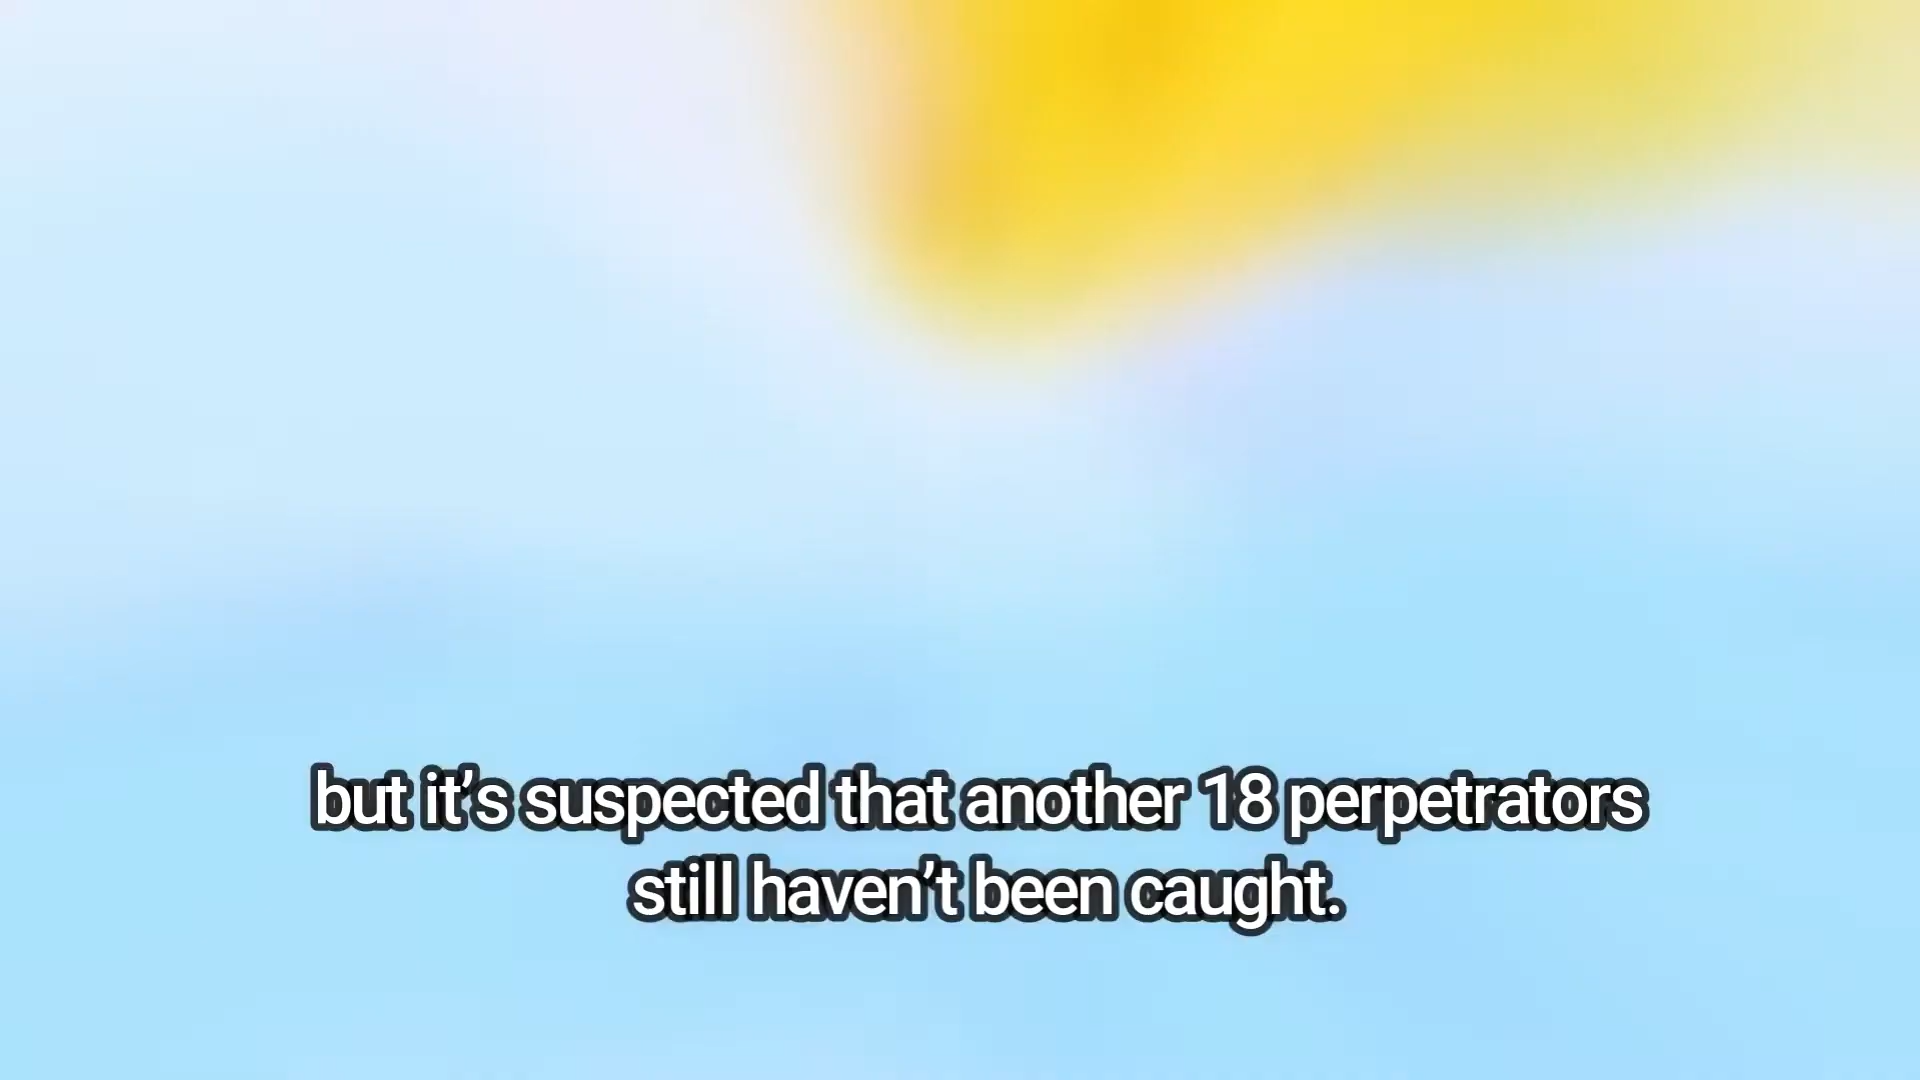 but it’s suspected that another 18 perpetrators
still haven’t been caught.